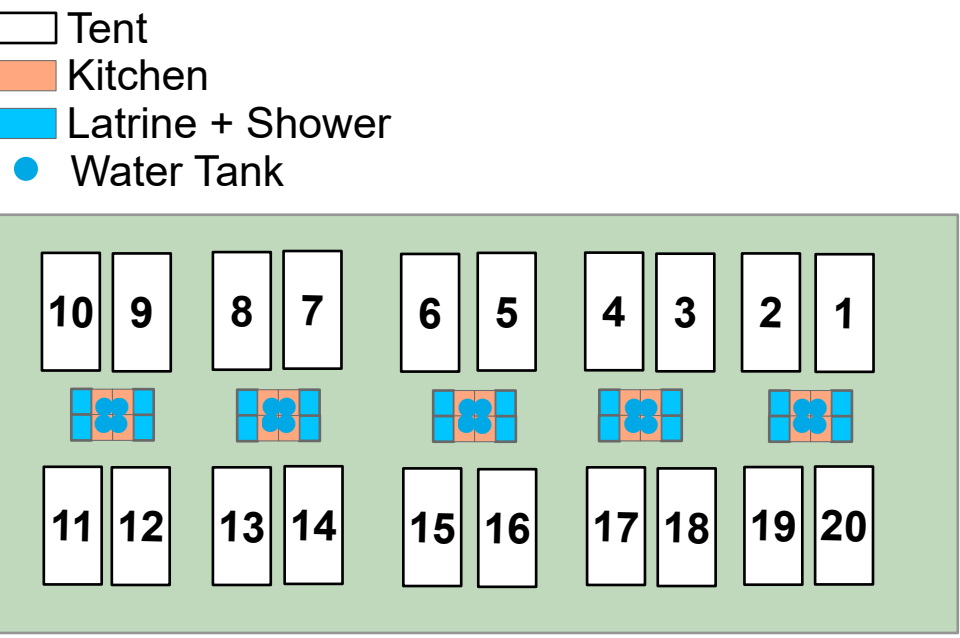 Tent
Kitchen
Latrine + Shower
Water Tank
10 9 8 7 6 5 4 3 2 1
11 12 13 14 15 16 17 18 19 20